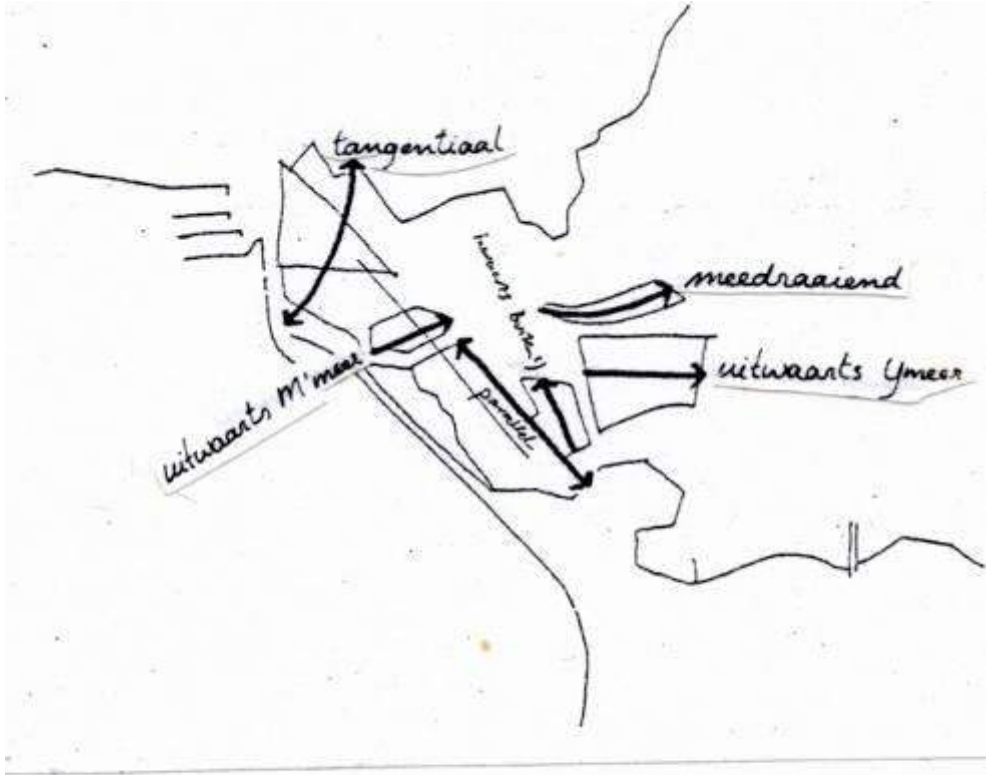 tangentiaal
meedraaiend
uitwaarts M'meer
parallel
uitwaarts Ymeer